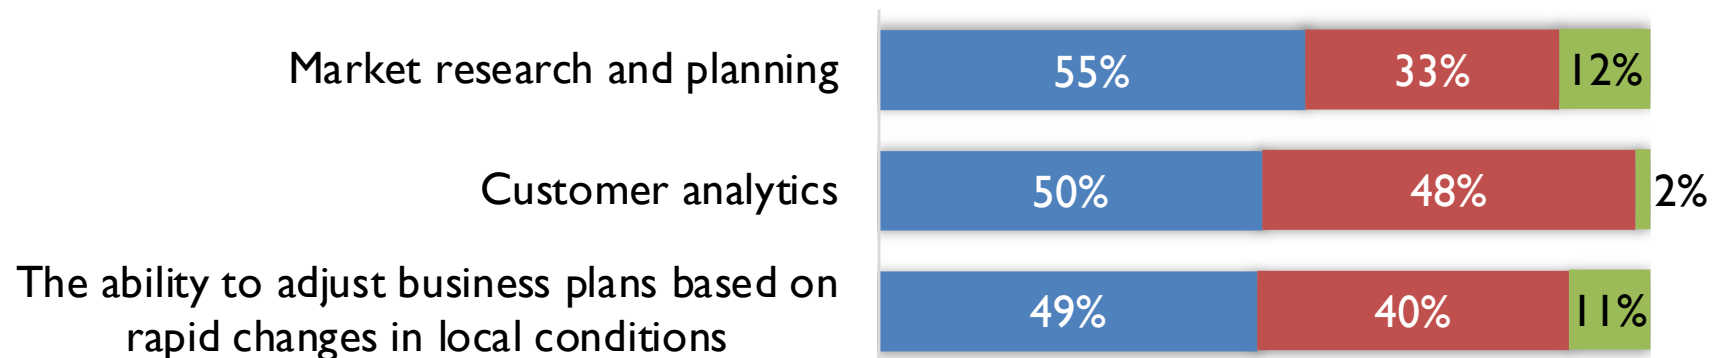 Market research and planning 55% 33% 12%
Customer analytics 50% 48% 2%
The ability to adjust business plans based on
rapid changes in local conditions 49% 40% 11%